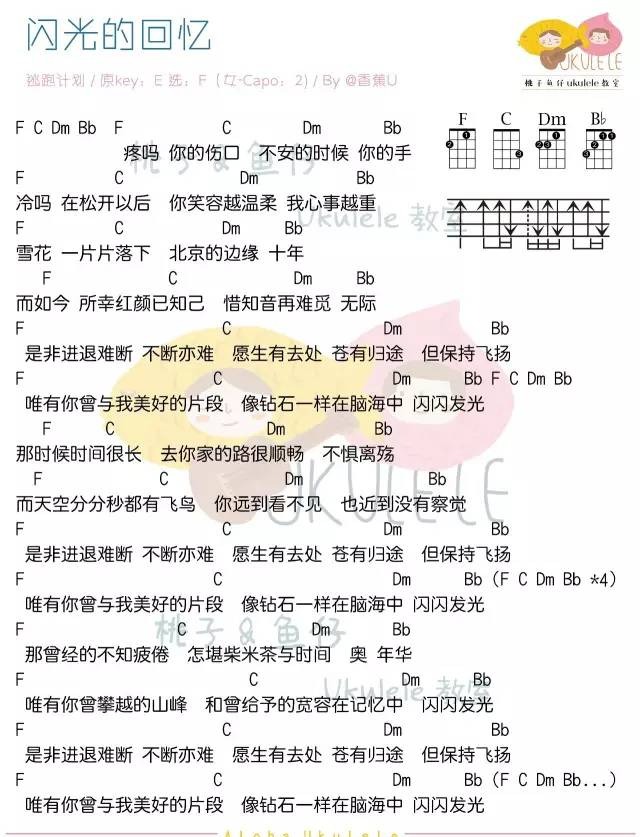 闪光的回忆
逃跑计划 / 原key：E 选：F（女-Capo：2) / By @香蕉U
UKULELE
桃子鱼仔ukulele教室
F C Dm Bb F C Dm Bb
F C Dm Bb
疼吗 你的伤口 不安的时候 你的手
F C Dm Bb
冷吗 在松开以后 你笑容越温柔 我心事越重
F C Dm Bb
雪花 一片片落下 北京的边缘 十年
F C Dm Bb
而如今 所幸红颜已知己 惜知音再难觅 无际
F C Dm Bb
是非进退难断 不断亦难 愿生有去处 苍有归途 但保持飞扬
F C Dm Bb F C Dm Bb
唯有你曾与我美好的片段 像钻石一样在脑海中 闪闪发光
F C Dm Bb
那时候时间很长 去你家的路很顺畅 不惧离殇
F C Dm Bb
而天空分分秒都有飞鸟 你远到看不见 也近到没有察觉
F C Dm Bb
是非进退难断 不断亦难 愿生有去处 苍有归途 但保持飞扬
F C Dm Bb (F C Dm Bb *4)
唯有你曾与我美好的片段 像钻石一样在脑海中 闪闪发光
F C Dm Bb
那曾经的不知疲倦 怎堪柴米茶与时间 奥 年华
F C Dm Bb
唯有你曾攀越的山峰 和曾给予的宽容在记忆中 闪闪发光
F C Dm Bb
是非进退难断 不断亦难 愿生有去处 苍有归途 但保持飞扬
F C Dm Bb (F C Dm Bb...)
唯有你曾与我美好的片段 像钻石一样在脑海中 闪闪发光
桃子&鱼仔
Ukulele 教室
UKULELE
桃子&鱼仔
Ukulele 教室
Aloha Ukulele